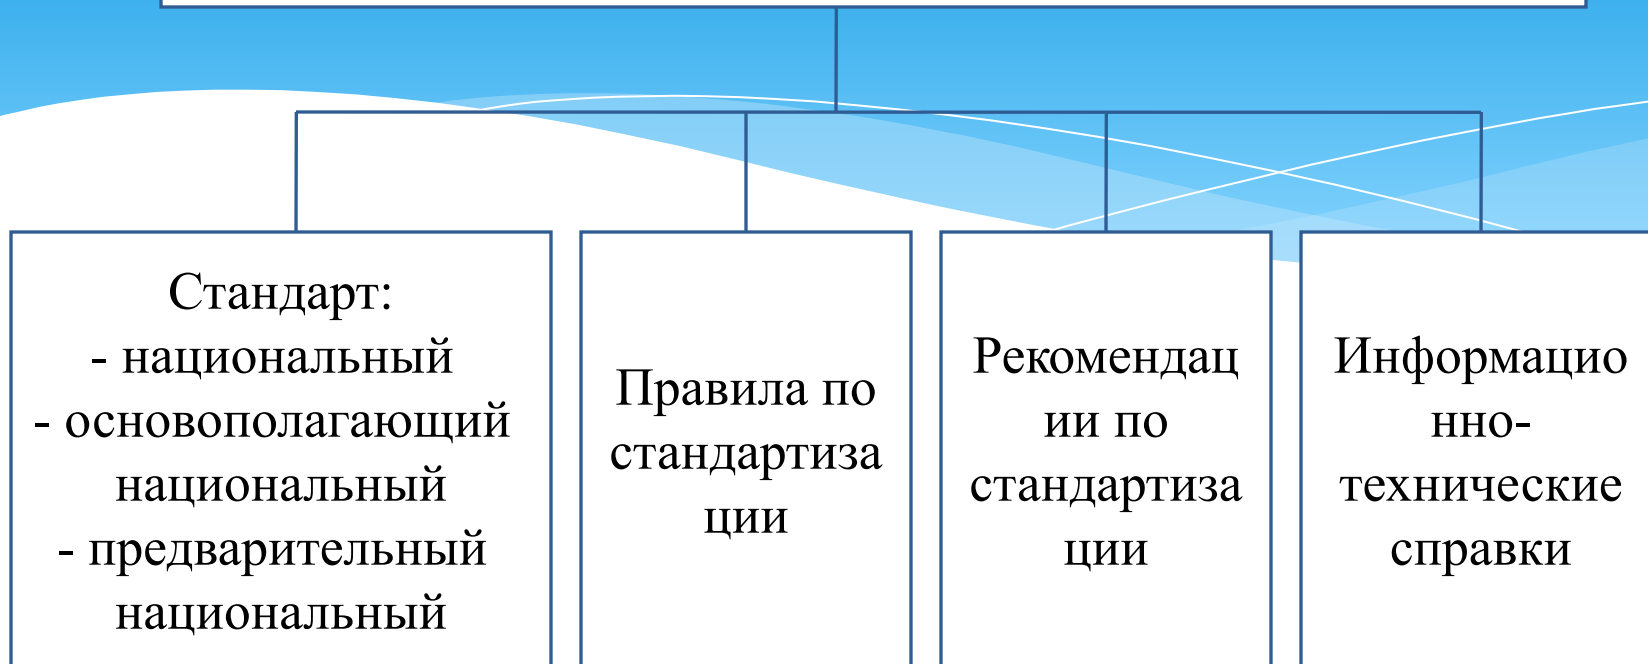 Стандарт:
- национальный
- основополагающий
национальный
- предварительный
национальный
Правила по
стандартиза
ции
Рекомендац
ии по
стандартиза
ции
Информацио
нно-
технические
справки